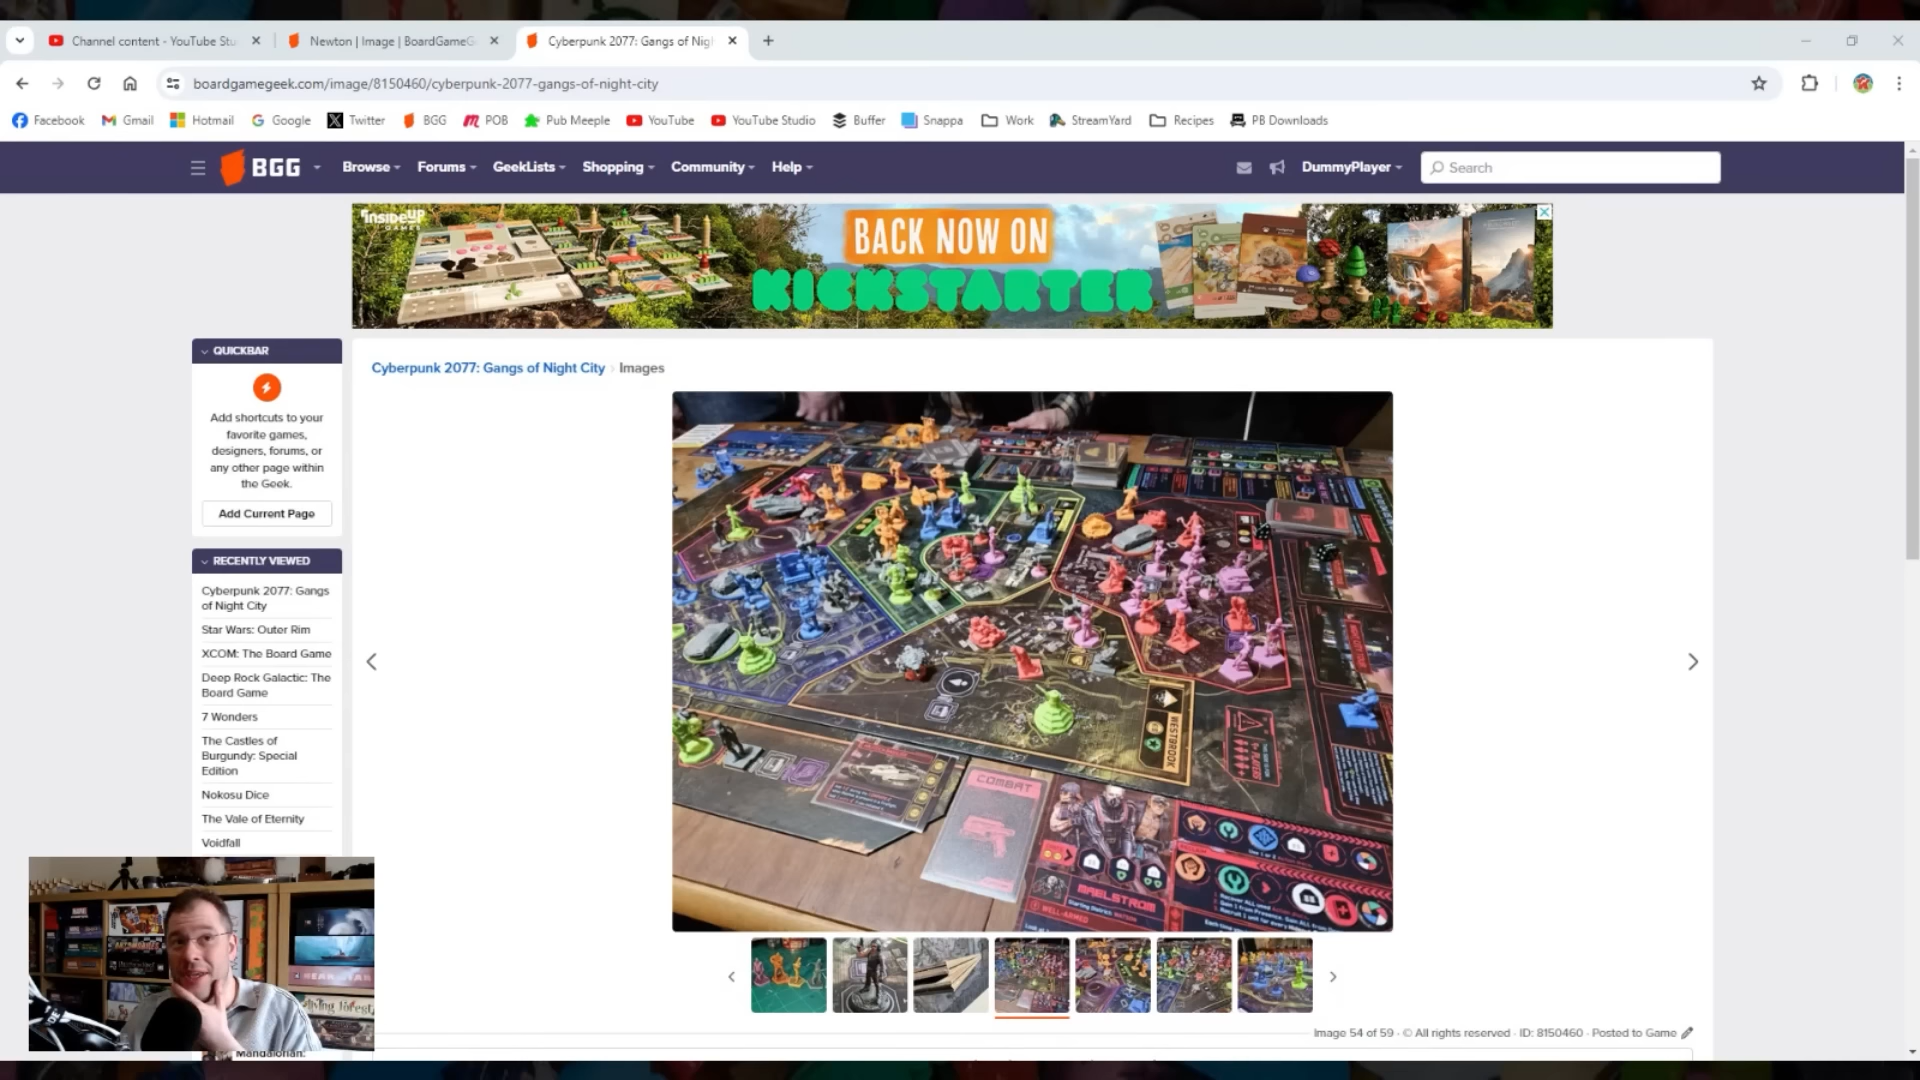 Channel content - YouTube Stu
Newton | Image | BoardGameG
Cyberpunk 2077: Gangs of Nig
boardgamegeek.com/image/8150460/cyberpunk-2077-gangs-of-night-city
Facebook Gmail Hotmail Google Twitter BGG POB Pub Meeple YouTube YouTube Studio Buffer Snappa Work StreamYard Recipes PB Downloads
BGG Browse Forums GeekLists Shopping Community Help DummyPlayer Search
INSIDE UP
GAMES
BACK NOW ON
KICKSTARTER
QUICKBAR
Add shortcuts to your
favorite games,
designers, forums, or
any other page within
the Geek.
Add Current Page
RECENTLY VIEWED
Cyberpunk 2077: Gangs
of Night City
Star Wars: Outer Rim
XCOM: The Board Game
Deep Rock Galactic: The
Board Game
7 Wonders
The Castles of
Burgundy: Special
Edition
Nokosu Dice
The Vale of Eternity
Voidfall
Mandalorian:
Cyberpunk 2077: Gangs of Night City › Images
WESTBROOK
COMBAT
MAELSTROM
WELL-ARMED
Image 54 of 59 · © All rights reserved · ID: 8150460 · Posted to Game